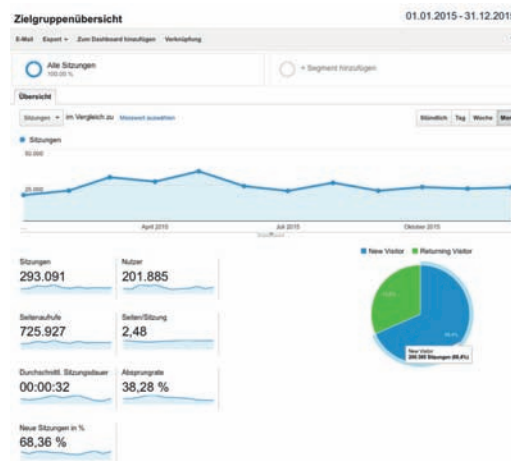 Zielgruppenübersicht
01.01.2015 - 31.12.2015
E-Mail Export Zum Dashboard hinzufügen Verknüpfung
Alle Sitzungen
100,00 %
+ Segment hinzufügen
Übersicht
Sitzungen im Vergleich zu Messwert auswählen
Stündlich Tag Woche
Sitzungen
50.000
25.000
April 2015 Juli 2015 Oktober 2015
New Visitor Returning Visitor
Sitzungen
293.091
Nutzer
201.885
Seitenaufrufe
725.927
Seiten/Sitzung
2,48
Durchschnittl. Sitzungsdauer
00:00:32
Absprungrate
38,28 %
Neue Sitzungen in %
68,36 %
New Visitor
Sitzungen